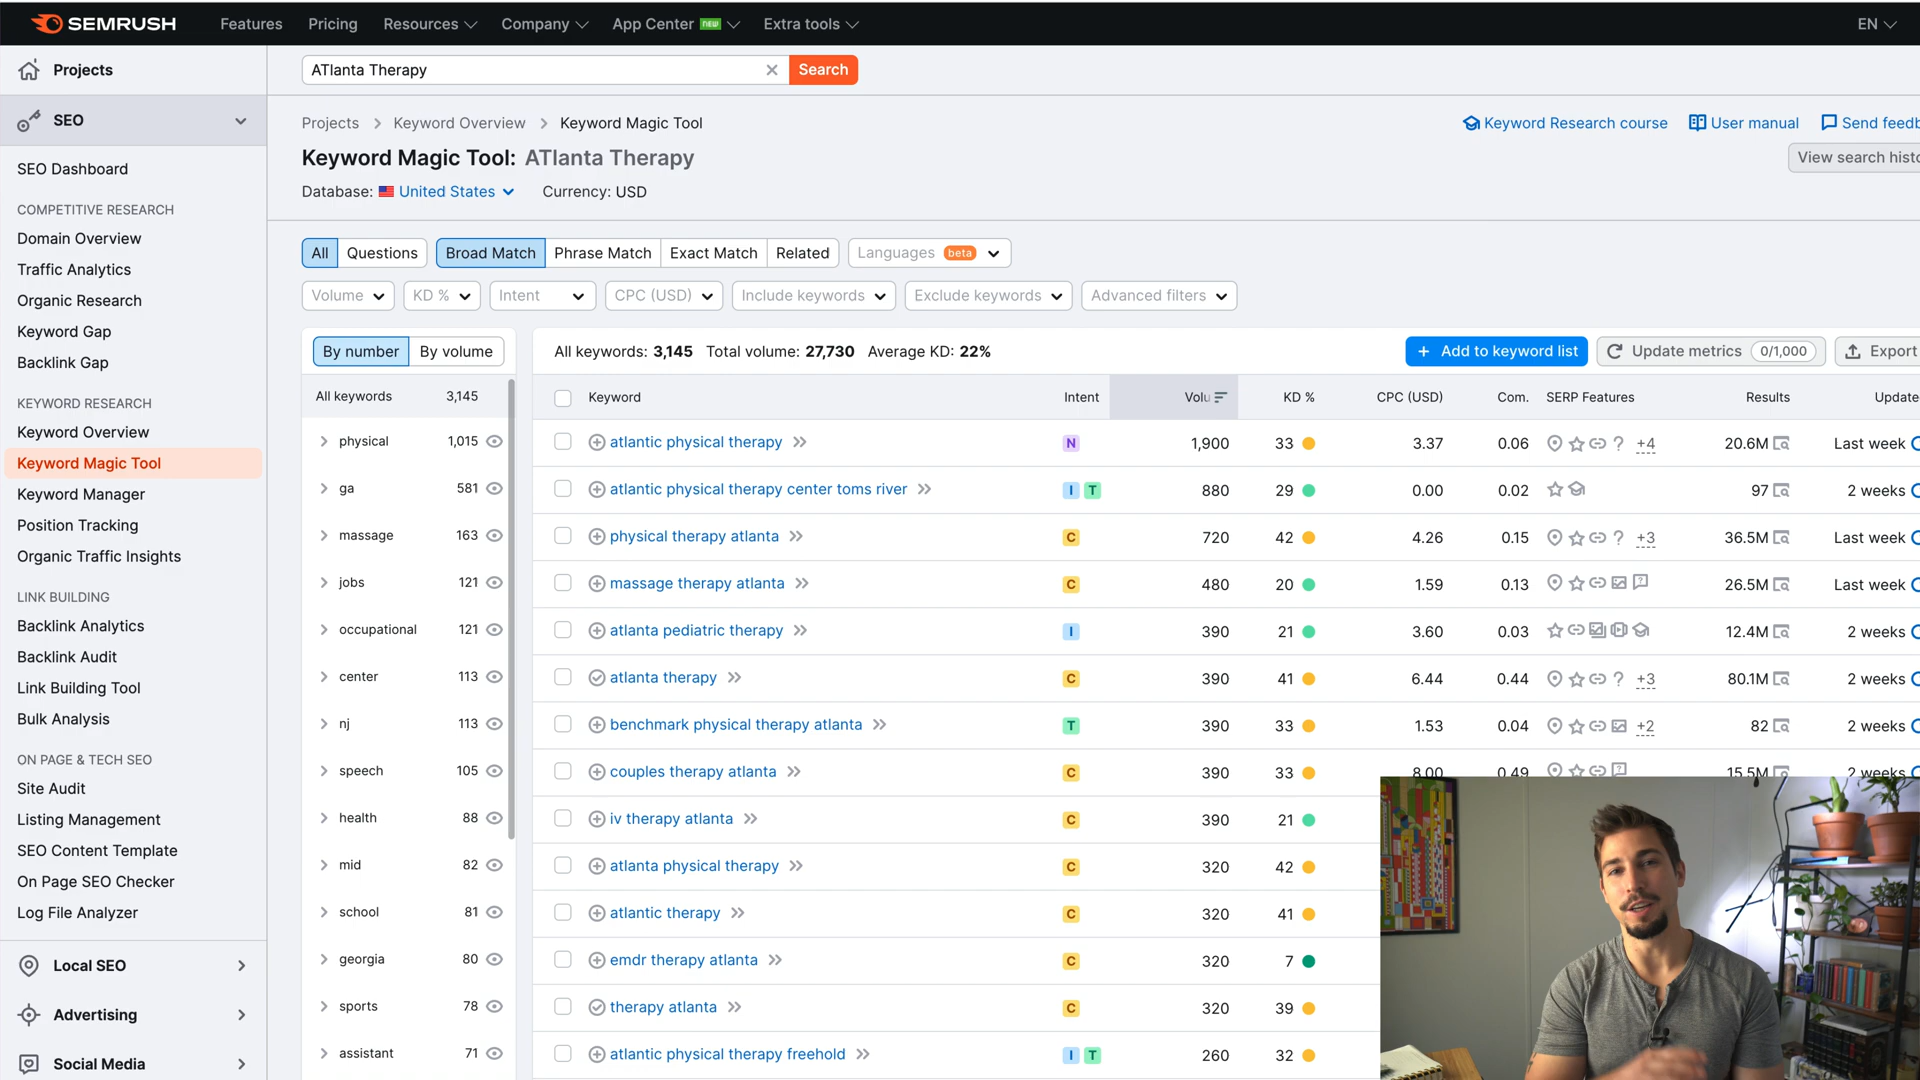 SEMRUSH Features Pricing Resources Company App Center NEW Extra tools EN
Projects
ATlanta Therapy Search
SEO
Projects Keyword Overview Keyword Magic Tool
Keyword Research course User manual Send feedb
Keyword Magic Tool: ATlanta Therapy
View search histo
Database: United States Currency: USD
SEO Dashboard
COMPETITIVE RESEARCH
Domain Overview
Traffic Analytics
Organic Research
Keyword Gap
Backlink Gap
KEYWORD RESEARCH
Keyword Overview
Keyword Magic Tool
Keyword Manager
Position Tracking
Organic Traffic Insights
LINK BUILDING
Backlink Analytics
Backlink Audit
Link Building Tool
Bulk Analysis
ON PAGE & TECH SEO
Site Audit
Listing Management
SEO Content Template
On Page SEO Checker
Log File Analyzer
Local SEO
Advertising
Social Media
All Questions Broad Match Phrase Match Exact Match Related Languages beta
Volume KD % Intent CPC (USD) Include keywords Exclude keywords Advanced filters
By number By volume
All keywords 3,145
physical 1,015
ga 581
massage 163
jobs 121
occupational 121
center 113
nj 113
speech 105
health 88
mid 82
school 81
georgia 80
sports 78
assistant 71
All keywords: 3,145 Total volume: 27,730 Average KD: 22%
+ Add to keyword list Update metrics 0/1,000 Export
Keyword Intent Volu KD % CPC (USD) Com. SERP Features Results Update
atlantic physical therapy N 1,900 33 3.37 0.06 +4 20.6M Last week
atlantic physical therapy center toms river I T 880 29 0.00 0.02 97 2 weeks
physical therapy atlanta C 720 42 4.26 0.15 +3 36.5M Last week
massage therapy atlanta C 480 20 1.59 0.13 26.5M Last week
atlanta pediatric therapy I 390 21 3.60 0.03 12.4M 2 weeks
atlanta therapy C 390 41 6.44 0.44 +3 80.1M 2 weeks
benchmark physical therapy atlanta T 390 33 1.53 0.04 +2 82 2 weeks
couples therapy atlanta C 390 33 8.00 0.49 15.5M 2 weeks
iv therapy atlanta C 390 21
atlanta physical therapy C 320 42
atlantic therapy C 320 41
emdr therapy atlanta C 320 7
therapy atlanta C 320 39
atlantic physical therapy freehold I T 260 32